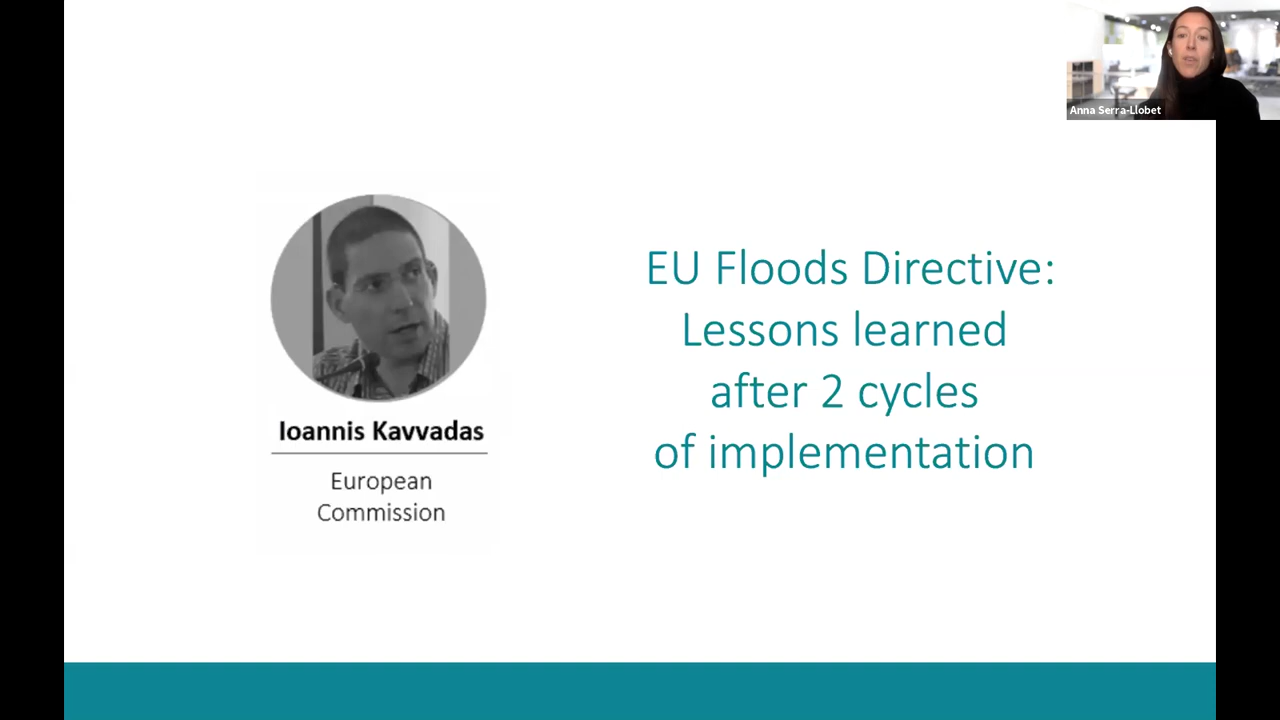 Anna Serra-Llobet
EU Floods Directive:
Lessons learned
after 2 cycles
of implementation
Ioannis Kavvadas
European
Commission